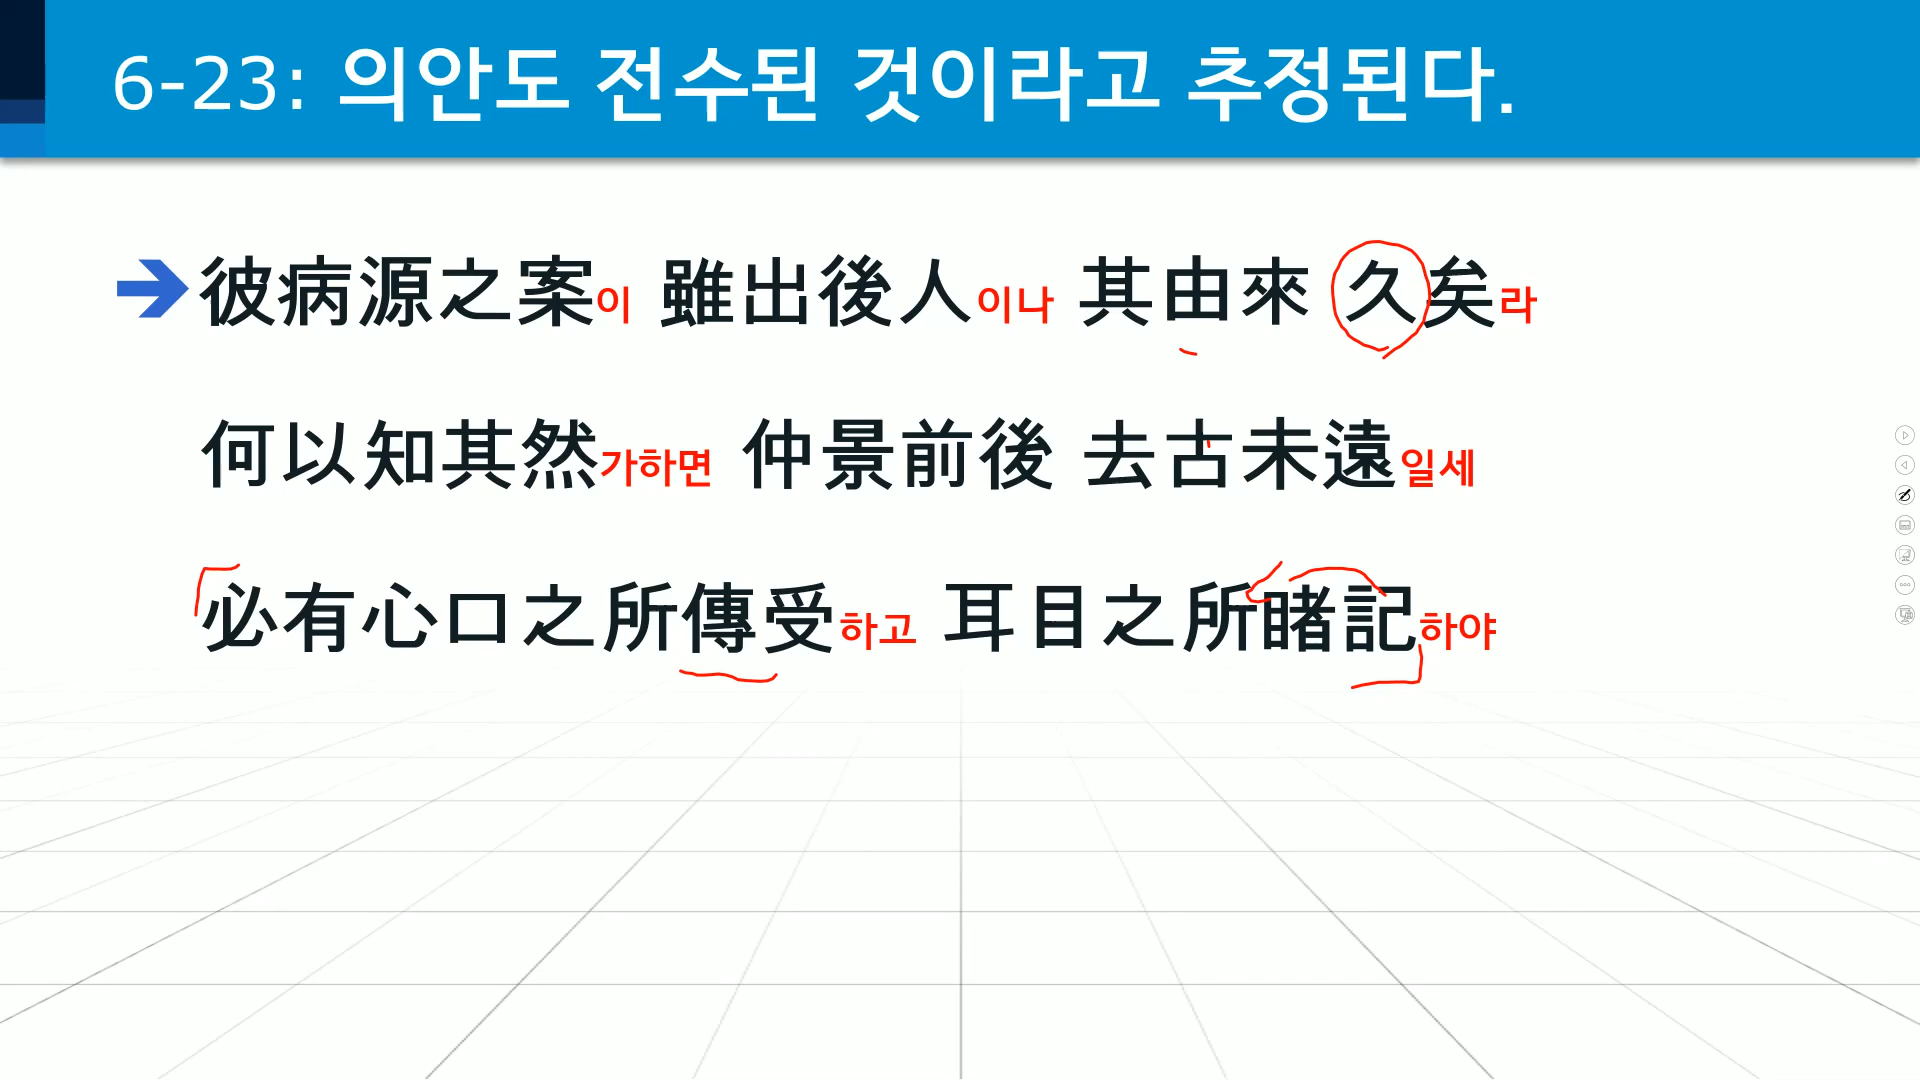 6-23: 의안도 전수된 것이라고 추정된다.
彼病源之案이 雖出後人이나 其由來 久矣라
何以知其然가하면 仲景前後 去古未遠일세
必有心口之所傳受하고 耳目之所睹記하야